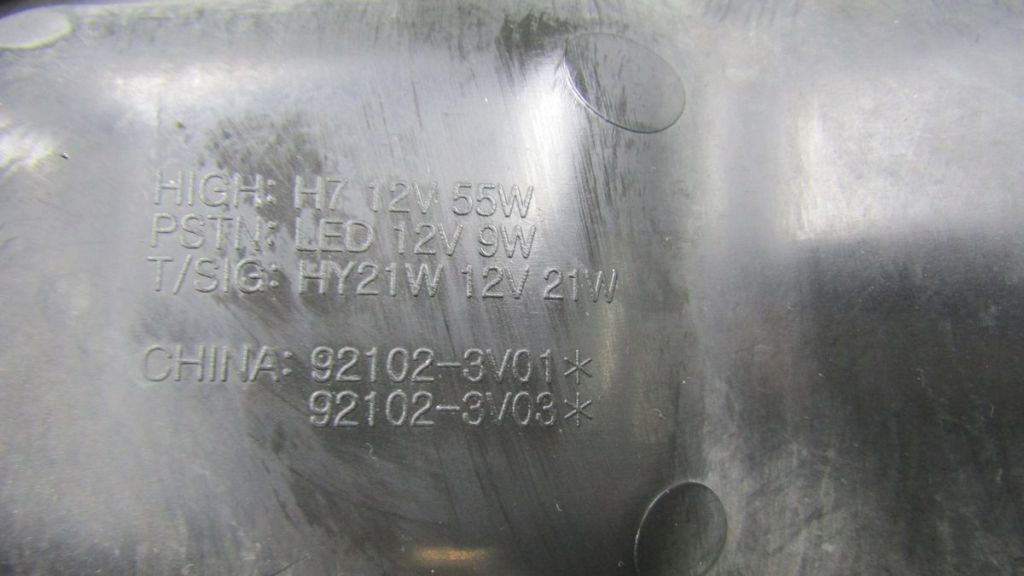 HIGH: H7 12V 55W
PSTN: LED 12V 9W
T/SIG: HY21W 12V 21W
CHINA: 92102-3V01*
92102-3V03*